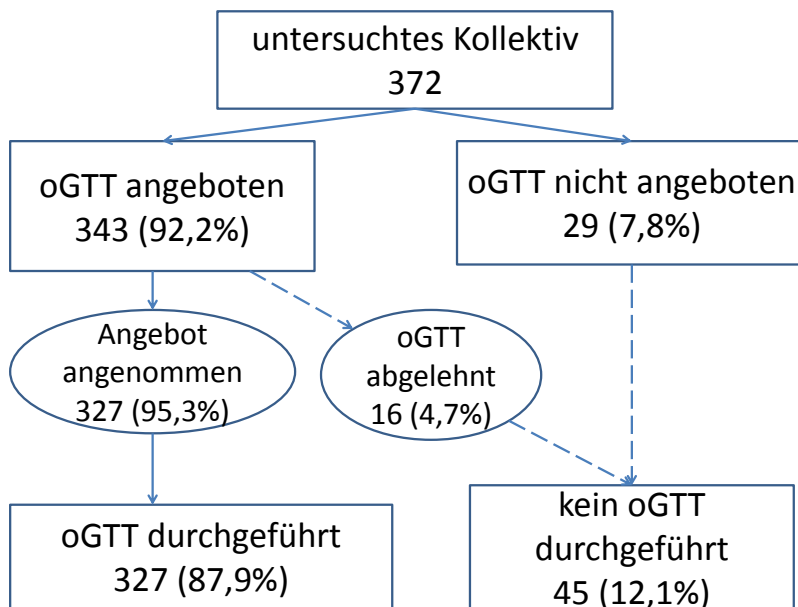 untersuchtes Kollektiv
372
oGTT angeboten
343 (92,2%)
oGTT nicht angeboten
29 (7,8%)
Angebot
angenommen
327 (95,3%)
oGTT
abgelehnt
16 (4,7%)
oGTT durchgeführt
327 (87,9%)
kein oGTT
durchgeführt
45 (12,1%)